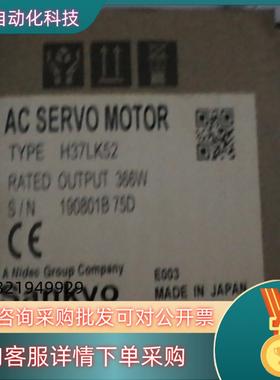 自动化科技
AC SERVO MOTOR
TYPE H37LK52
RATED OUTPUT 366W
S/N 190801B 75D
CE
A Nidec Group Company
E003
MADE IN JAPAN
21949929
咨询采购批发可对公开票
询客服详情下单采购